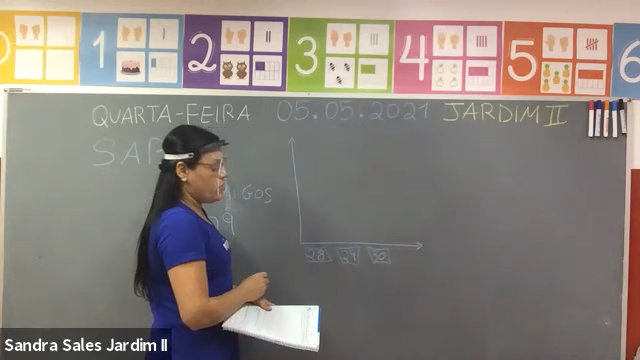 0 1 2 3 4 5 6
QUARTA-FEIRA 05.05.2021 JARDIM II
28 29 30
Sandra Sales Jardim II